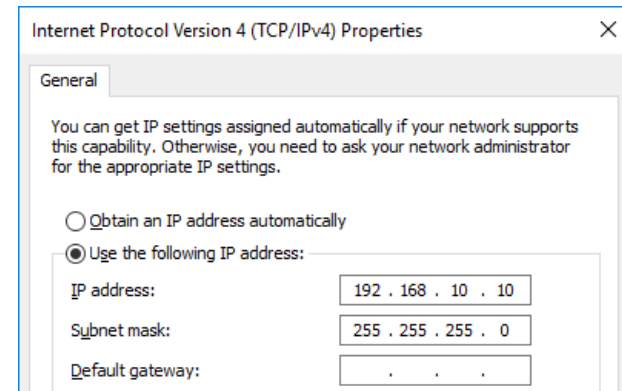 Internet Protocol Version 4 (TCP/IPv4) Properties
General
You can get IP settings assigned automatically if your network supports
this capability. Otherwise, you need to ask your network administrator
for the appropriate IP settings.
Obtain an IP address automatically
Use the following IP address:
IP address: 192 . 168 . 10 . 10
Subnet mask: 255 . 255 . 255 . 0
Default gateway: . . .